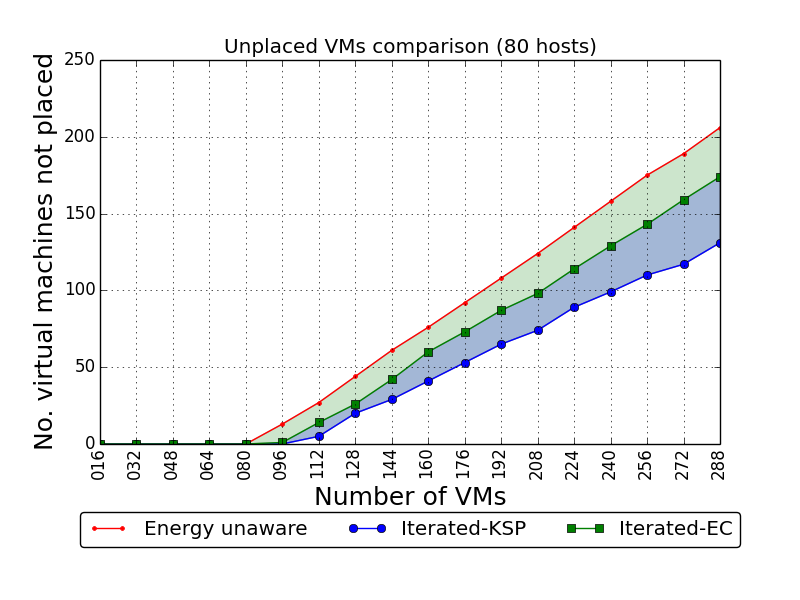 Unplaced VMs comparison (80 hosts)
No. virtual machines not placed
250
200
150
100
50
0
016 032 048 064 080 096 112 128 144 160 176 192 208 224 240 256 272 288
Number of VMs
Energy unaware Iterated-KSP Iterated-EC